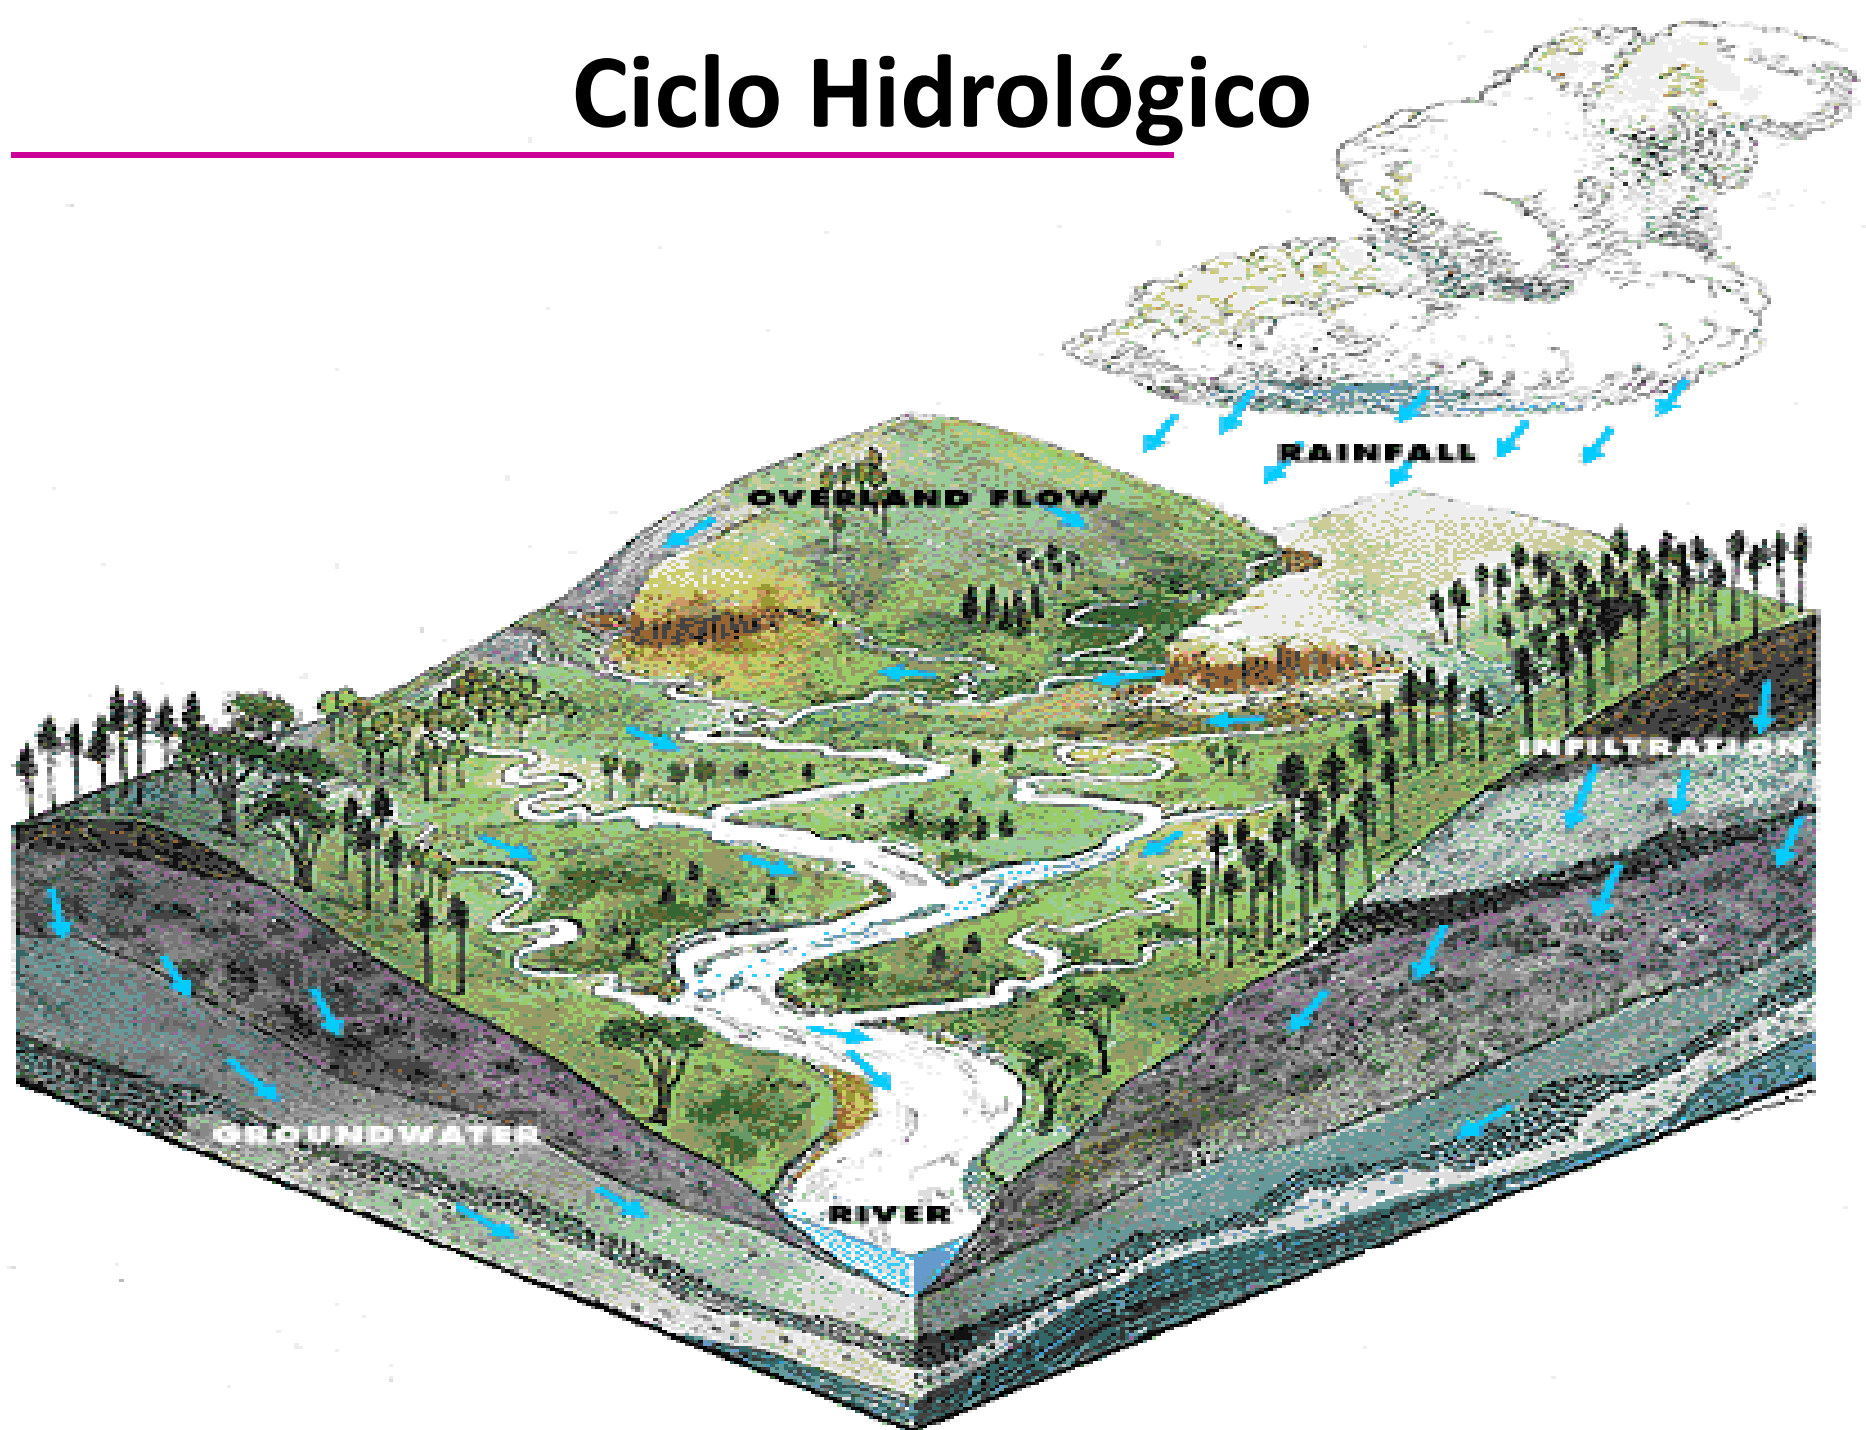 Ciclo Hidrológico
RAINFALL
OVERLAND FLOW
INFILTRATION
GROUNDWATER
RIVER